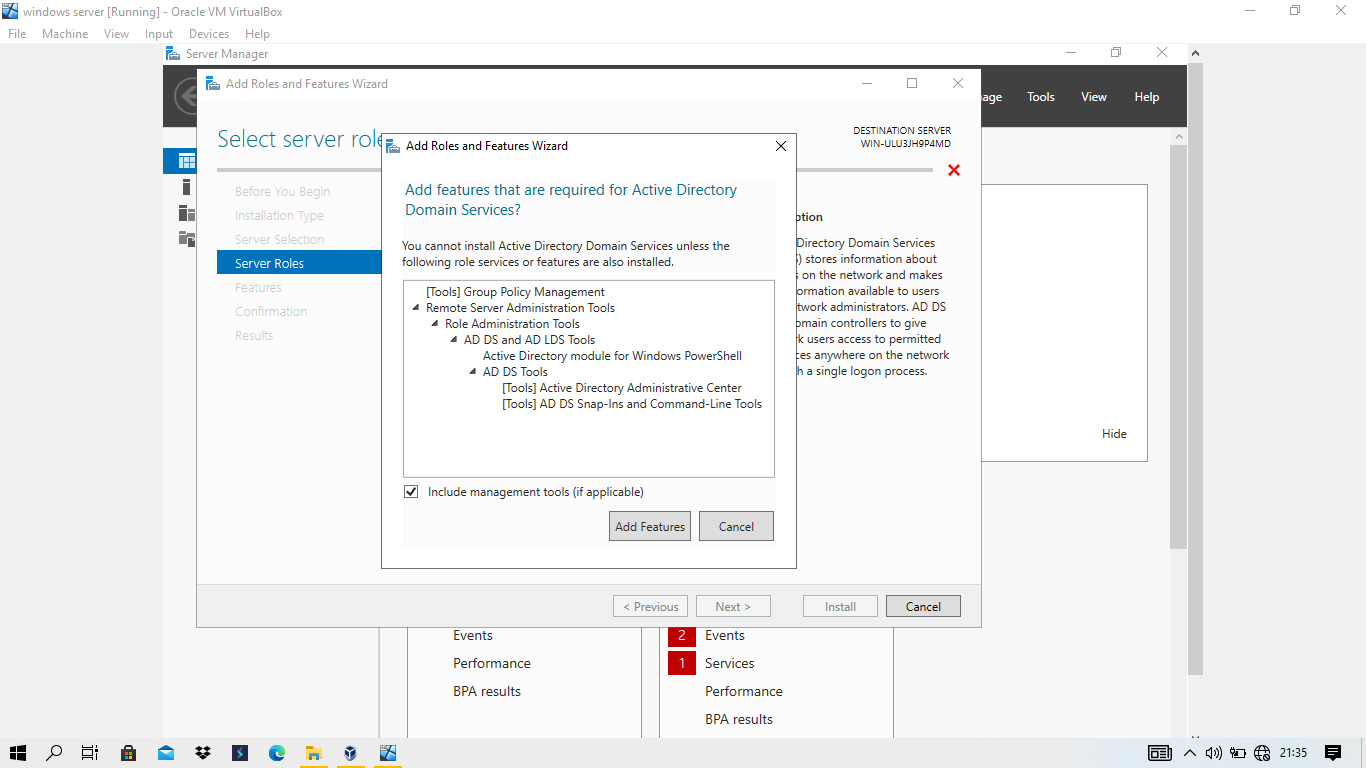 windows server [Running] - Oracle VM VirtualBox
File Machine View Input Devices Help
Server Manager
Tools View Help
Add Roles and Features Wizard
Select server
DESTINATION SERVER
WIN-ULU3JH9P4MD
Before You Begin
Installation Type
Server Selection
Server Roles
Features
Confirmation
Results
Add Roles and Features Wizard
Add features that are required for Active Directory
Domain Services?
You cannot install Active Directory Domain Services unless the
following role services or features are also installed.
[Tools] Group Policy Management
Remote Server Administration Tools
Role Administration Tools
AD DS and AD LDS Tools
Active Directory module for Windows PowerShell
AD DS Tools
[Tools] Active Directory Administrative Center
[Tools] AD DS Snap-Ins and Command-Line Tools
Include management tools (if applicable)
Add Features Cancel
Directory Domain Services
) stores information about
on the network and makes
available to users
administrators. AD DS
controllers to give
users access to permitted
anywhere on the network
a single logon process.
Hide
< Previous Next > Install Cancel
Events
Performance
BPA results
2 Events
1 Services
Performance
BPA results
21:35